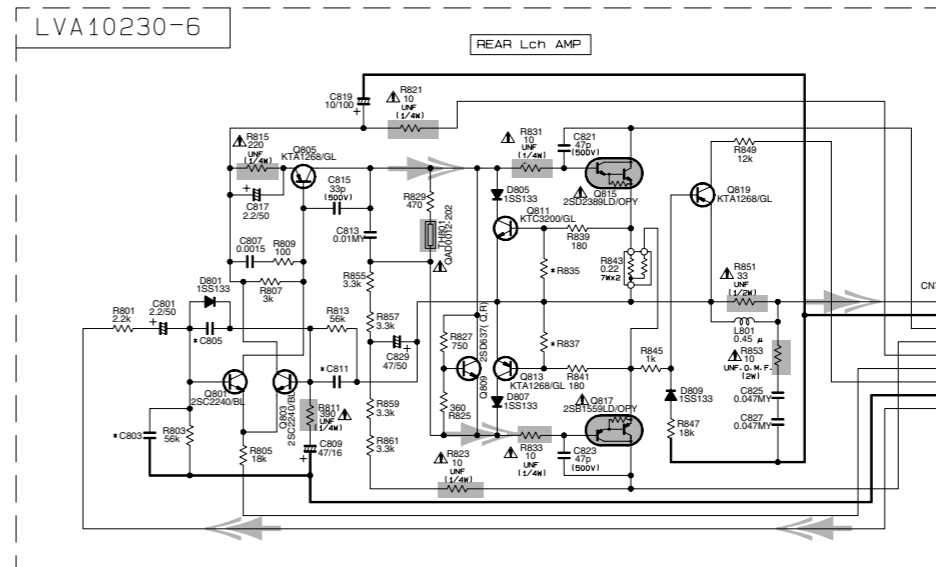 LVA10230-6
REAR Lch AMP
C819
10/100
R821
10
UNF
(1/4W)
R815
220
UNF
(1/4W)
Q805
KTA1268/GL
C817
2.2/50
C815
33p
(500V)
R829
470
TH801
QAD0012-202
C813
0.01MY
R831
10
UNF
(1/4W)
C821
47p
(500V)
D805
1SS133
Q811
KTC3200/GL
Q815
2SD2389LD/OPY
R839
180
R849
12k
Q819
KTA1268/GL
C807
0.0015
R809
100
R807
3k
D801
1SS133
R801
2.2k
C801
2.2/50
*C805
R813
56k
R855
3.3k
R857
3.3k
C829
47/50
*R835
R843
0.22
7Wx2
R851
33
UNF
(1/2W)
CN
L801
0.45 μ
R827
750
2SD637(Q,R)
Q809
*R837
R853
10
UNF.O.M.F.
(2W)
*C811
Q813
KTA1268/GL
R841
180
R845
1k
Q801
2SC2240/BL
Q803
2SC2240/BL
R811
390
UNF
(1/4W)
R859
3.3k
360
R825
D807
1SS133
Q817
2SB1559LD/OPY
D809
1SS133
C825
0.047MY
*C803
R803
56k
R805
18k
C809
47/16
R861
3.3k
R823
10
UNF
(1/4W)
R833
10
UNF
(1/4W)
C823
47p
(500V)
R847
18k
C827
0.047MY